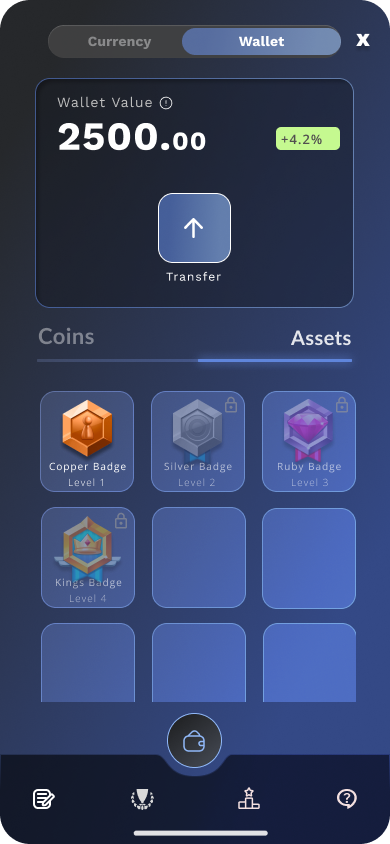 Currency Wallet X
Wallet Value
2500.00
+4.2%
Transfer
Coins Assets
Copper Badge Silver Badge Ruby Badge
Level 1 Level 2 Level 3
Kings Badge
Level 4